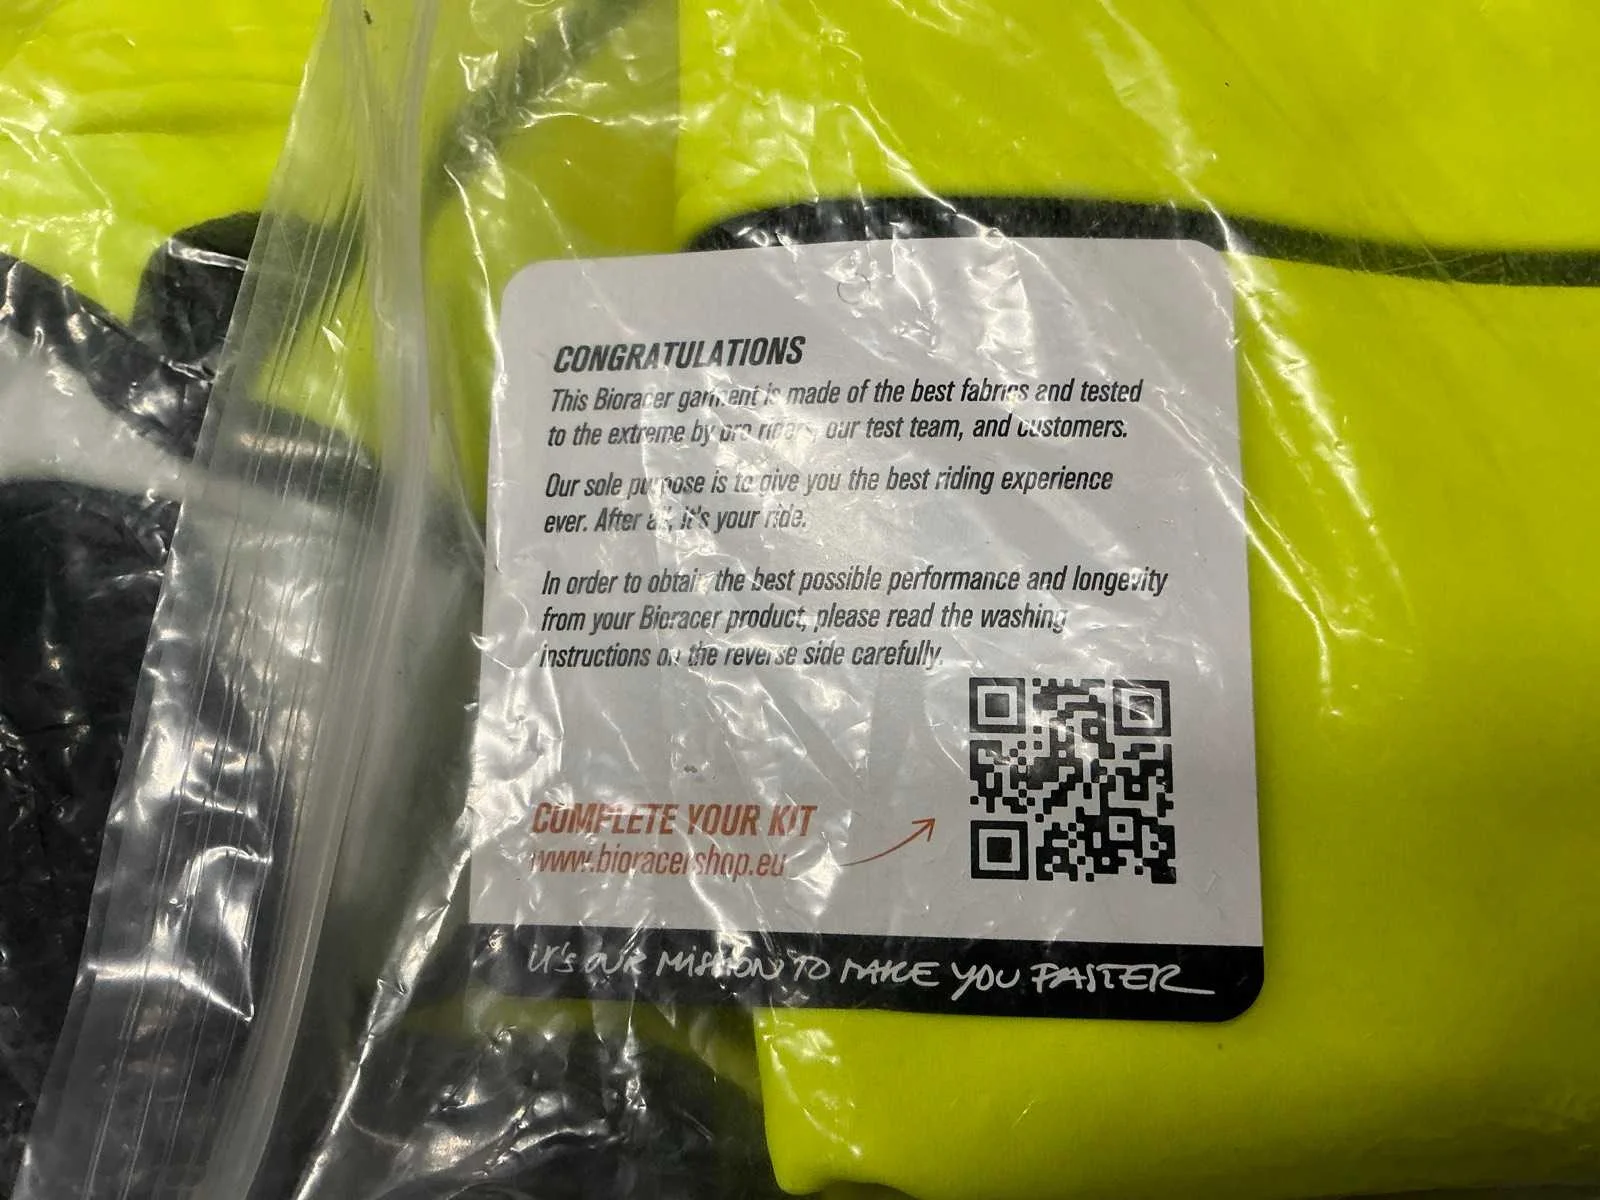 CONGRATULATIONS
This Bioracer garment is made of the best fabrics and tested
to the extreme by pro riders, our test team, and customers.
Our sole purpose is to give you the best riding experience
ever. After all, it's your ride.
In order to obtain the best possible performance and longevity
from your Bioracer product, please read the washing
instructions on the reverse side carefully.
COMPLETE YOUR KIT
www.bioracershop.eu
it's our Mission to make you faster